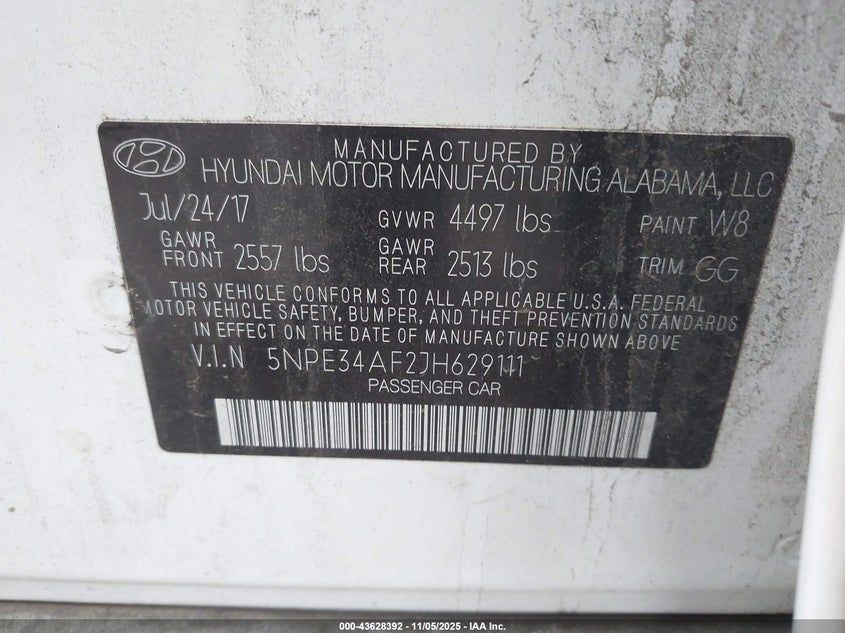 MANUFACTURED BY
HYUNDAI MOTOR MANUFACTURING ALABAMA, LLC
Jul/24/17 GVWR 4497 lbs PAINT W8
GAWR FRONT 2557 lbs GAWR REAR 2513 lbs TRIM GG
THIS VEHICLE CONFORMS TO ALL APPLICABLE U.S.A. FEDERAL
MOTOR VEHICLE SAFETY, BUMPER, AND THEFT PREVENTION STANDARDS
IN EFFECT ON THE DATE OF MANUFACTURE SHOWN ABOVE
V.I.N 5NPE34AF2JH629111
PASSENGER CAR
000-43628392 - 11/05/2025 - IAA Inc.